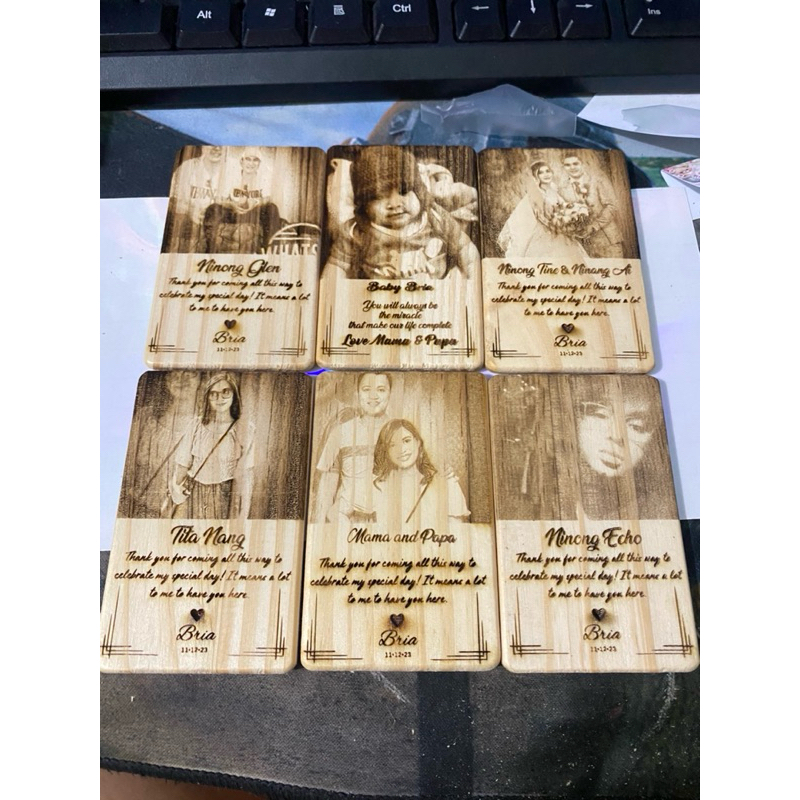 Alt
Ctrl
Ins
WHATS
Ninong Glen
Thank you for coming all this way to
celebrate my special day! It means a lot
to me to have you here.
Bria
11-12-23
Baby Bria
You will always be
the miracle
that make our life complete
Love Mama & Papa
Ninong Tine & Ninang Ai
Thank you for coming all this way to
celebrate my special day! It means a lot
to me to have you here.
Bria
11-12-23
Tita Nang
Thank you for coming all this way to
celebrate my special day! It means a lot
to me to have you here.
Bria
11-12-23
Mama and Papa
Thank you for coming all this way to
celebrate my special day! It means a lot
to me to have you here.
Bria
11-12-23
Ninong Echo
Thank you for coming all this way to
celebrate my special day! It means a lot
to me to have you here.
Bria
11-12-23